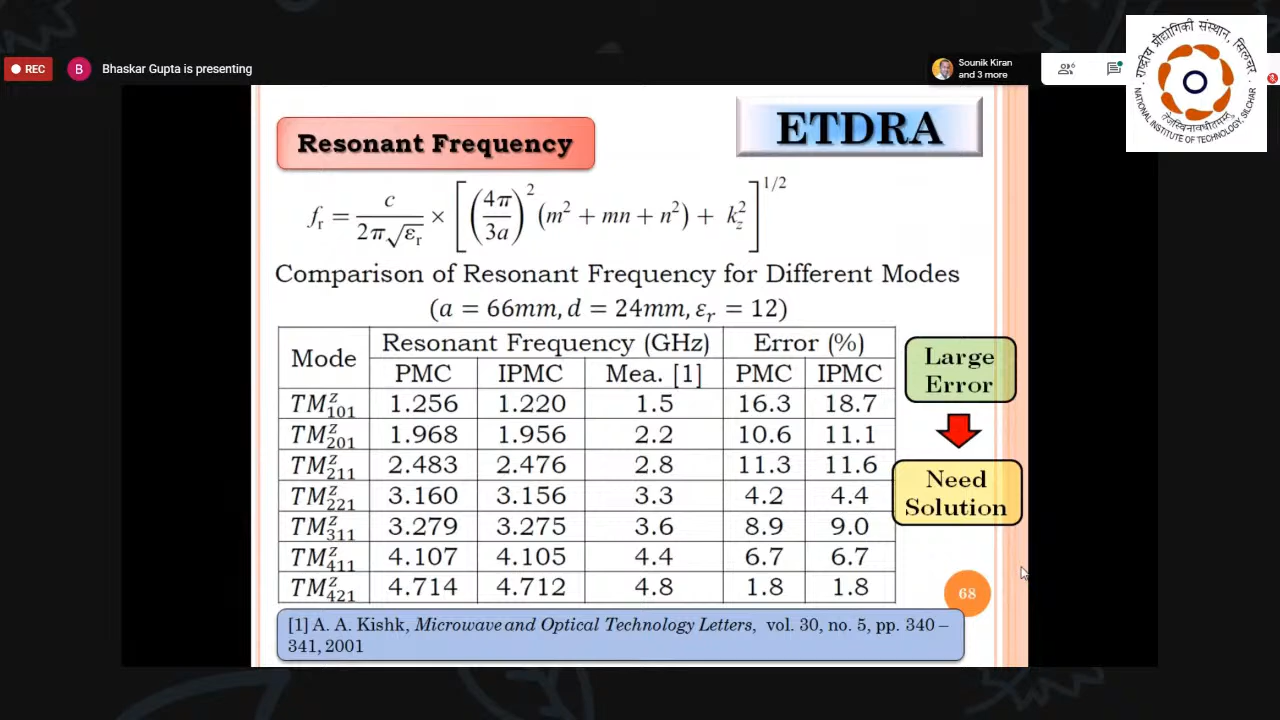 REC
B
Bhaskar Gupta is presenting
Sounik Kiran
and 3 more
6
राष्ट्रीय प्रौद्योगिकी संस्थान, सिलचर
NATIONAL INSTITUTE OF TECHNOLOGY, SILCHAR
ETDRA
Resonant Frequency
f_r = c / (2π√ε_r) × [(4π/3a)^2 (m^2 + mn + n^2) + k_z^2]^1/2
Comparison of Resonant Frequency for Different Modes
(a = 66mm, d = 24mm, ε_r = 12)
Mode Resonant Frequency (GHz) Error (%)
PMC IPMC Mea. [1] PMC IPMC
TM^z_101 1.256 1.220 1.5 16.3 18.7
TM^z_201 1.968 1.956 2.2 10.6 11.1
TM^z_211 2.483 2.476 2.8 11.3 11.6
TM^z_221 3.160 3.156 3.3 4.2 4.4
TM^z_311 3.279 3.275 3.6 8.9 9.0
TM^z_411 4.107 4.105 4.4 6.7 6.7
TM^z_421 4.714 4.712 4.8 1.8 1.8
Large
Error
Need
Solution
68
[1] A. A. Kishk, Microwave and Optical Technology Letters, vol. 30, no. 5, pp. 340 –
341, 2001